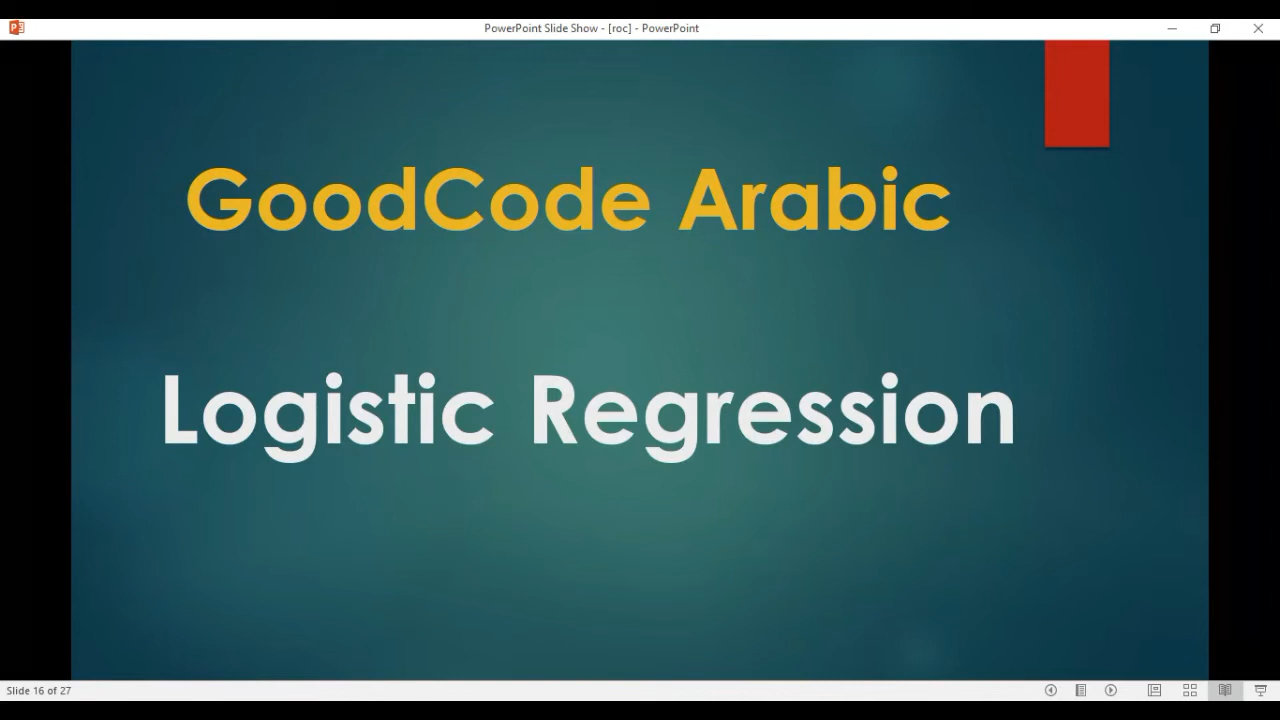 PowerPoint Slide Show - [roc] - PowerPoint
GoodCode Arabic
Logistic Regression
Slide 16 of 27